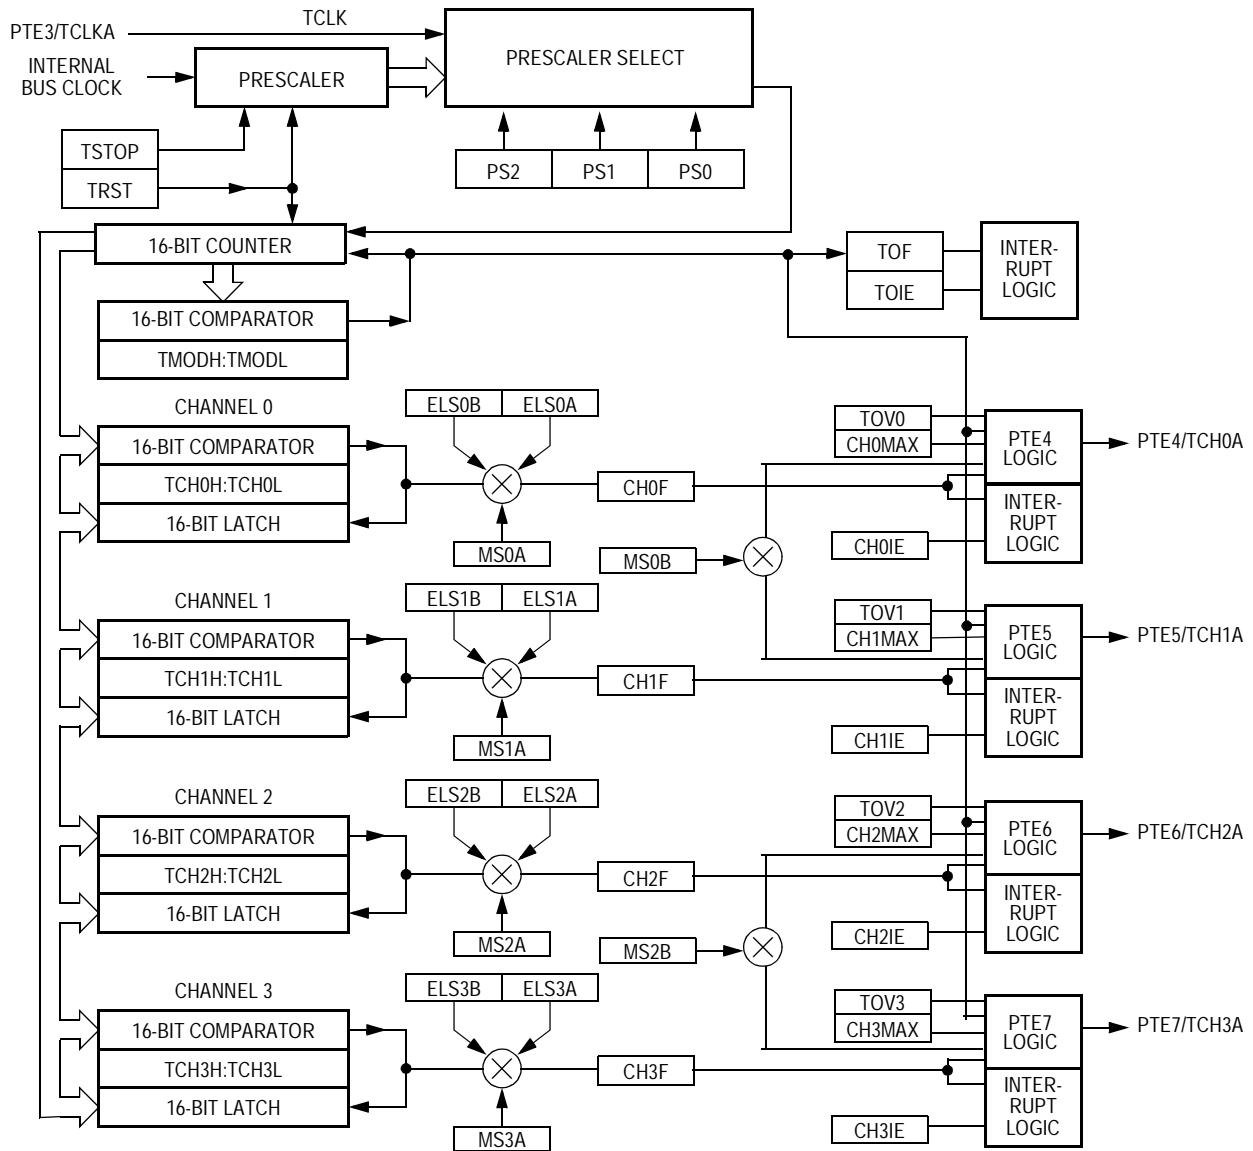 TCLK
PTE3/TCLKA
PRESCALER SELECT
INTERNAL
BUS CLOCK
PRESCALER
TSTOP
PS2 PS1 PS0
TRST
16-BIT COUNTER
TOF
INTER-
RUPT
LOGIC
TOIE
16-BIT COMPARATOR
TMODH:TMODL
CHANNEL 0
ELS0B ELS0A
TOV0
CH0MAX
PTE4
LOGIC
PTE4/TCH0A
16-BIT COMPARATOR
TCH0H:TCH0L
16-BIT LATCH
CH0F
MS0A
MS0B
CH0IE
INTER-
RUPT
LOGIC
CHANNEL 1
ELS1B ELS1A
TOV1
CH1MAX
PTE5
LOGIC
PTE5/TCH1A
16-BIT COMPARATOR
TCH1H:TCH1L
16-BIT LATCH
CH1F
MS1A
CH1IE
INTER-
RUPT
LOGIC
CHANNEL 2
ELS2B ELS2A
TOV2
CH2MAX
PTE6
LOGIC
PTE6/TCH2A
16-BIT COMPARATOR
TCH2H:TCH2L
16-BIT LATCH
CH2F
MS2A
MS2B
CH2IE
INTER-
RUPT
LOGIC
CHANNEL 3
ELS3B ELS3A
TOV3
CH3MAX
PTE7
LOGIC
PTE7/TCH3A
16-BIT COMPARATOR
TCH3H:TCH3L
16-BIT LATCH
CH3F
MS3A
CH3IE
INTER-
RUPT
LOGIC